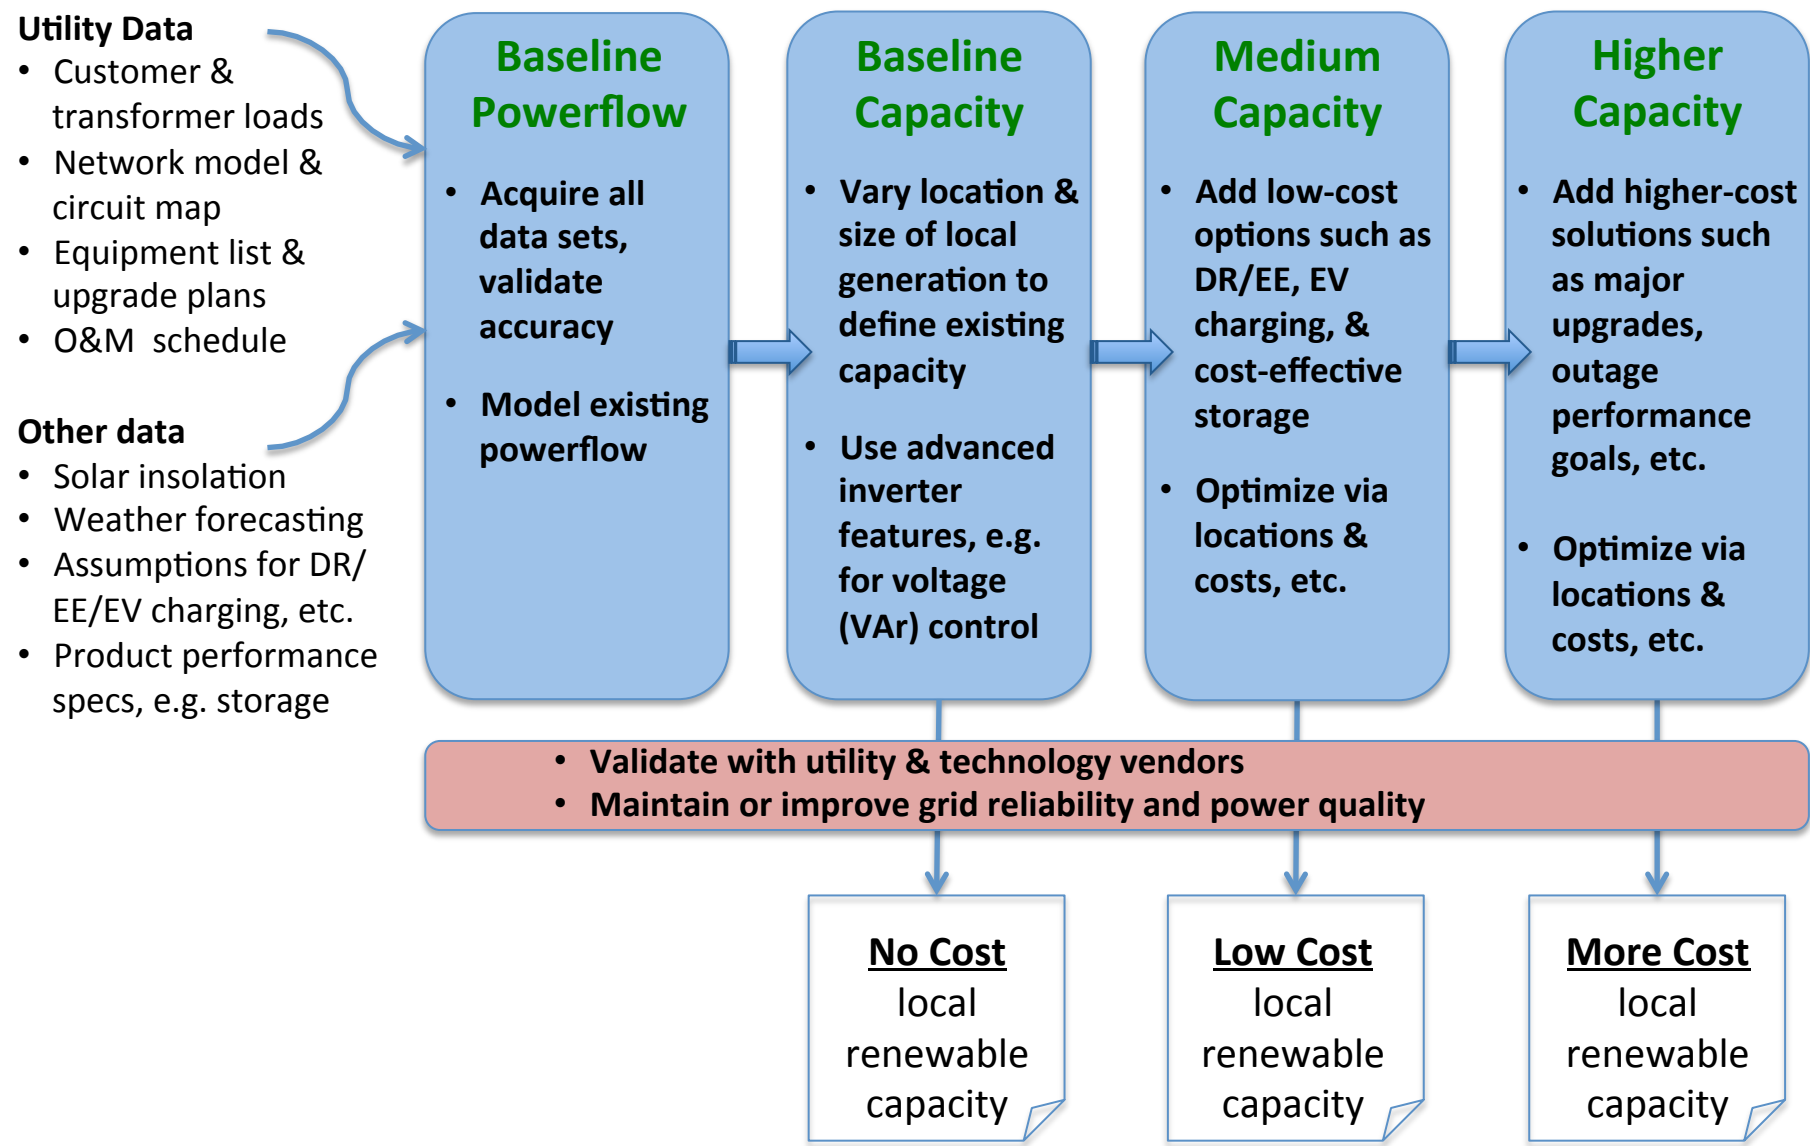 Utility Data
• Customer &
transformer loads
• Network model &
circuit map
• Equipment list &
upgrade plans
• O&M  schedule
Other data
• Solar insolation
• Weather forecasting
• Assumptions for DR/
EE/EV charging, etc.
• Product performance
specs, e.g. storage
Baseline
Powerflow
• Acquire all
data sets,
validate
accuracy
• Model existing
powerflow
Baseline
Capacity
• Vary location &
size of local
generation to
define existing
capacity
• Use advanced
inverter
features, e.g.
for voltage
(VAr) control
Medium
Capacity
• Add low-cost
options such as
DR/EE, EV
charging, &
cost-effective
storage
• Optimize via
locations &
costs, etc.
Higher
Capacity
• Add higher-cost
solutions such
as major
upgrades,
outage
performance
goals, etc.
• Optimize via
locations &
costs, etc.
• Validate with utility & technology vendors
• Maintain or improve grid reliability and power quality
No Cost
local
renewable
capacity
Low Cost
local
renewable
capacity
More Cost
local
renewable
capacity